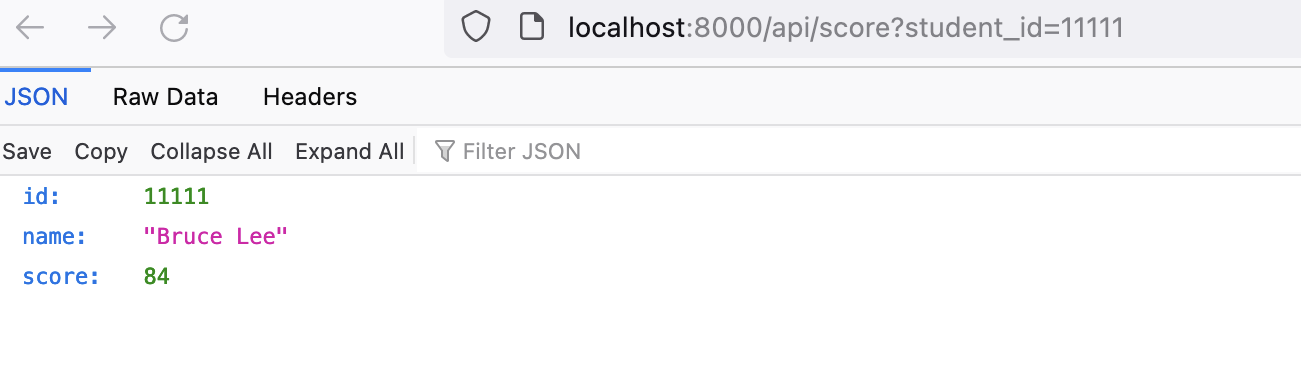 localhost:8000/api/score?student_id=11111
JSON Raw Data Headers
Save Copy Collapse All Expand All Filter JSON
id: 11111
name: "Bruce Lee"
score: 84